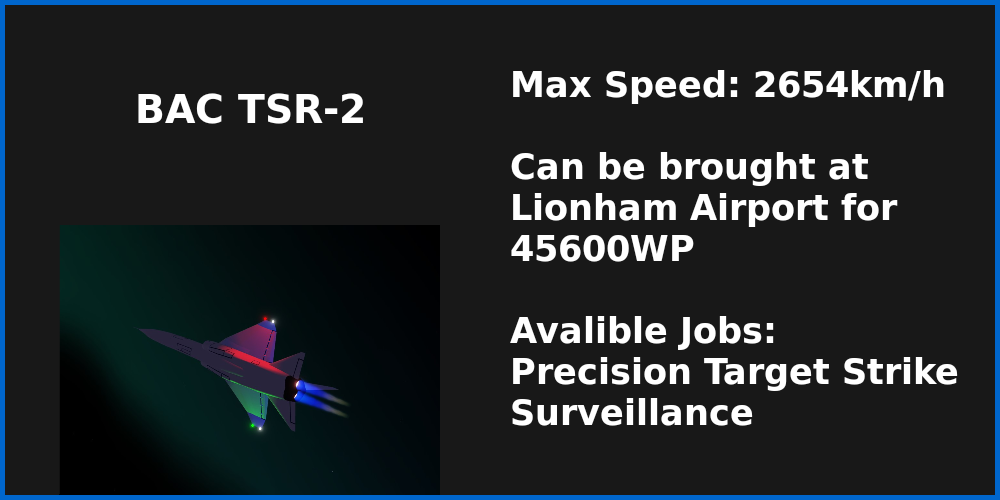 BAC TSR-2
Max Speed: 2654km/h
Can be brought at
Lionham Airport for
45600WP
Avalible Jobs:
Precision Target Strike
Surveillance